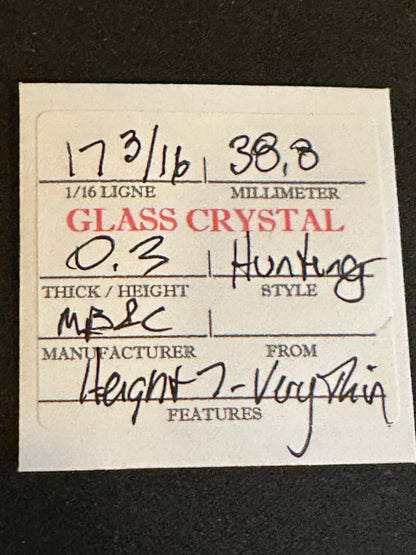 17 3/16 38.8
1/16 LIGNE MILLIMETER
GLASS CRYSTAL
0.3 Hunting
THICK / HEIGHT STYLE
MB&C
MANUFACTURER FROM
Height 7 - Very Thin
FEATURES